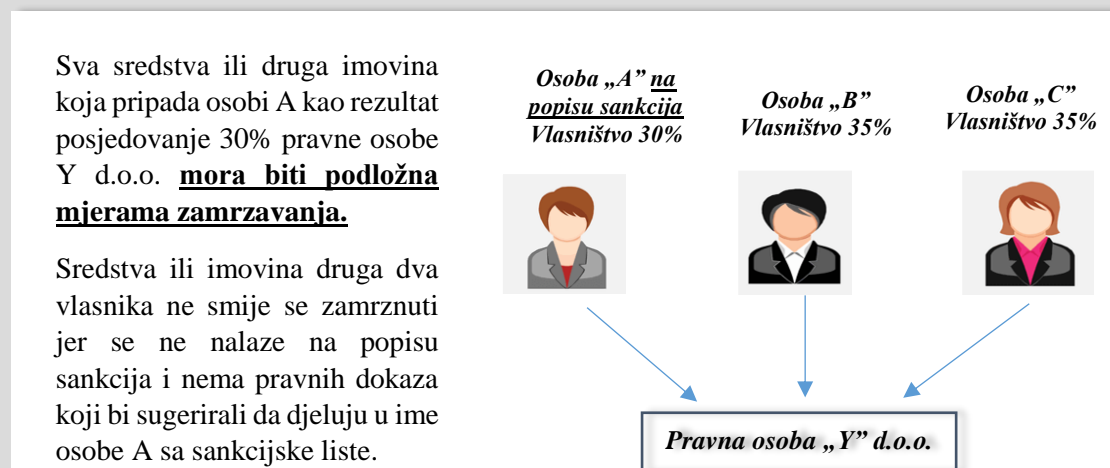 Sva sredstva ili druga imovina
koja pripada osobi A kao rezultat
posjedovanje 30% pravne osobe
Y d.o.o. mora biti podložna
mjerama zamrzavanja.
Sredstva ili imovina druga dva
vlasnika ne smije se zamrznuti
jer se ne nalaze na popisu
sankcija i nema pravnih dokaza
koji bi sugerirali da djeluju u ime
osobe A sa sankcijske liste.
Osoba „A” na
popisu sankcija
Vlasništvo 30%
Osoba „B”
Vlasništvo 35%
Osoba „C”
Vlasništvo 35%
Pravna osoba „Y” d.o.o.